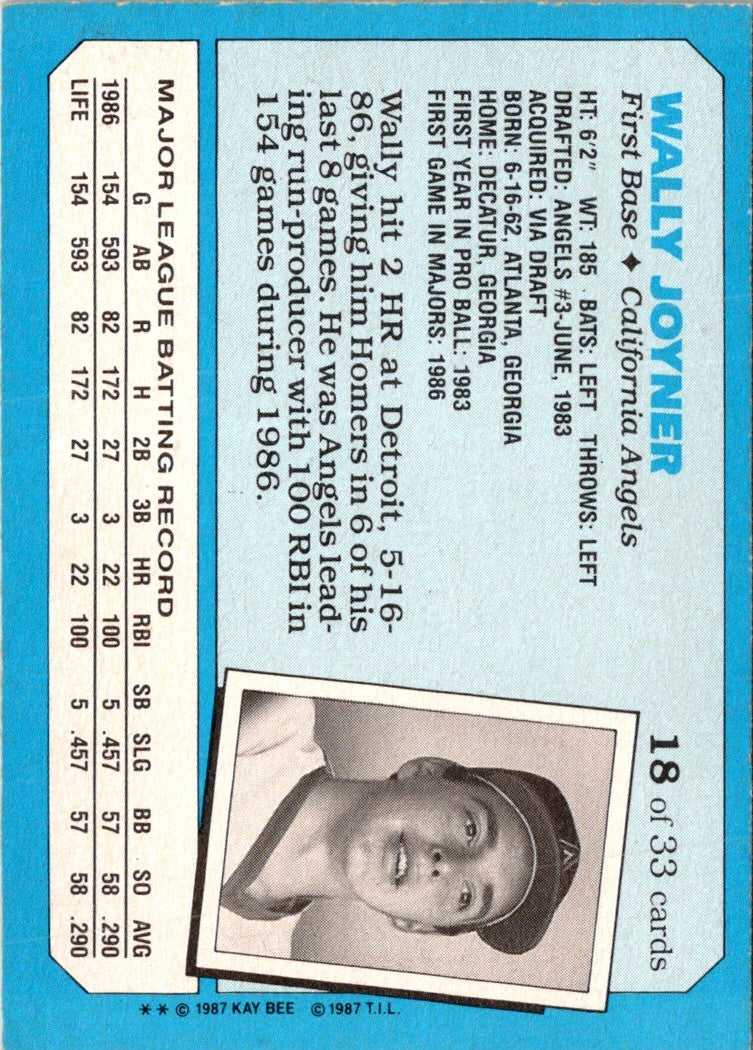 WALLY JOYNER
First Base ♦ California Angels
18 of 33 cards
HT: 6'2" WT: 185 BATS: LEFT THROWS: LEFT
DRAFTED: ANGELS #3-JUNE, 1983
ACQUIRED: VIA DRAFT
BORN: 6-16-62, ATLANTA, GEORGIA
HOME: DECATUR, GEORGIA
FIRST YEAR IN PRO BALL: 1983
FIRST GAME IN MAJORS: 1986
Wally hit 2 HR at Detroit, 5-16-
86, giving him Homers in 6 of his
last 8 games. He was Angels lead-
ing run-producer with 100 RBI in
154 games during 1986.
MAJOR LEAGUE BATTING RECORD
G AB R H 2B 3B HR RBI SB SLG BB SO AVG
1986 154 593 82 172 27 3 22 100 5 .457 57 58 .290
LIFE 154 593 82 172 27 3 22 100 5 .457 57 58 .290
** © 1987 KAY BEE © 1987 T.I.L.